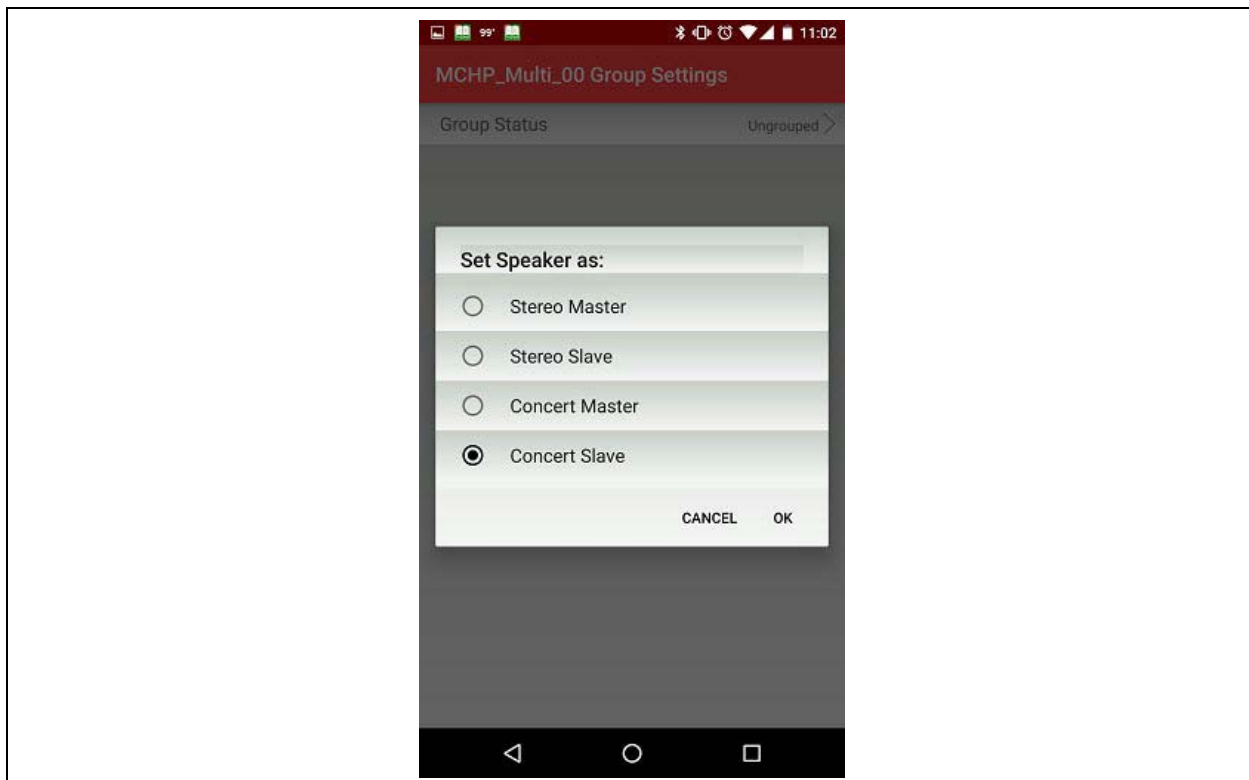 99° 11:02
MCHP_Multi_00 Group Settings
Group Status Ungrouped
Set Speaker as:
Stereo Master
Stereo Slave
Concert Master
Concert Slave
CANCEL OK